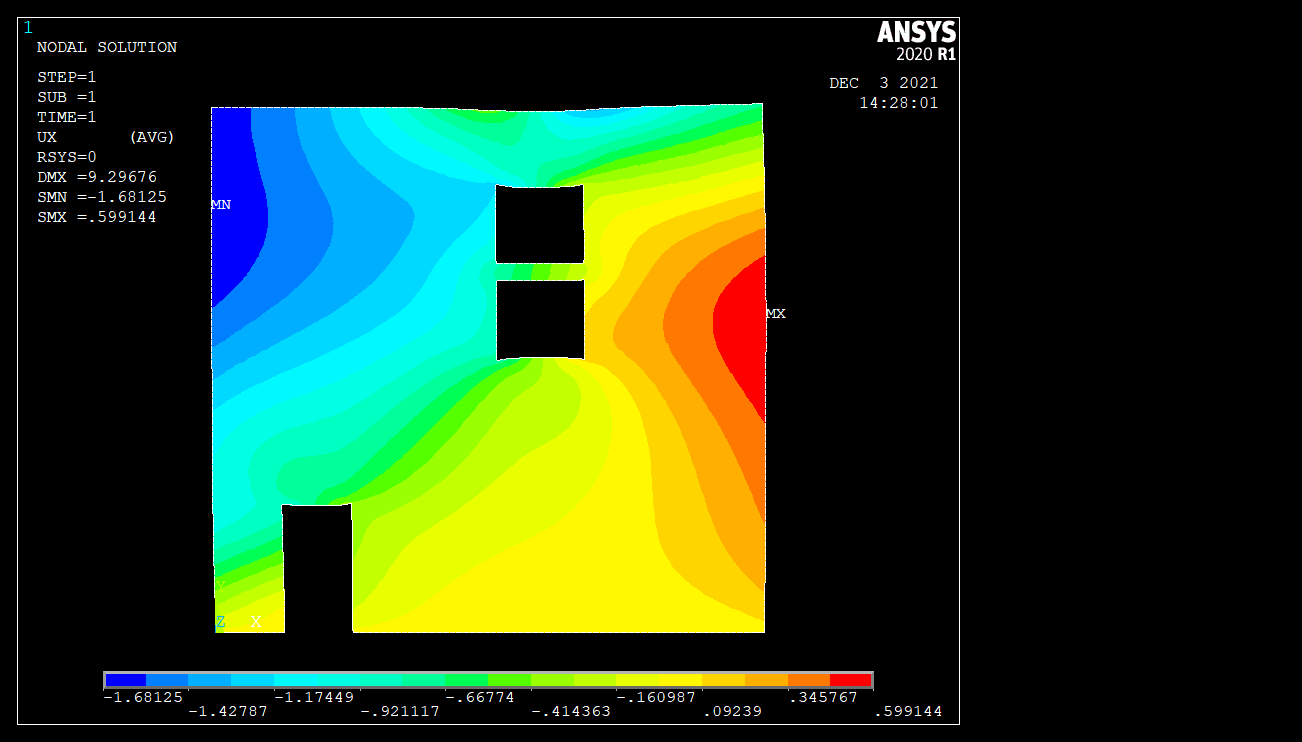 1
NODAL SOLUTION
STEP=1
SUB =1
TIME=1
UX (AVG)
RSYS=0
DMX =9.29676
SMN =-1.68125
SMX =.599144
ANSYS
2020 R1
DEC 3 2021
14:28:01
MN
MX
Y
Z X
-1.68125 -1.17449 -.66774 -.160987 .345767
-1.42787 -.921117 -.414363 .09239 .599144